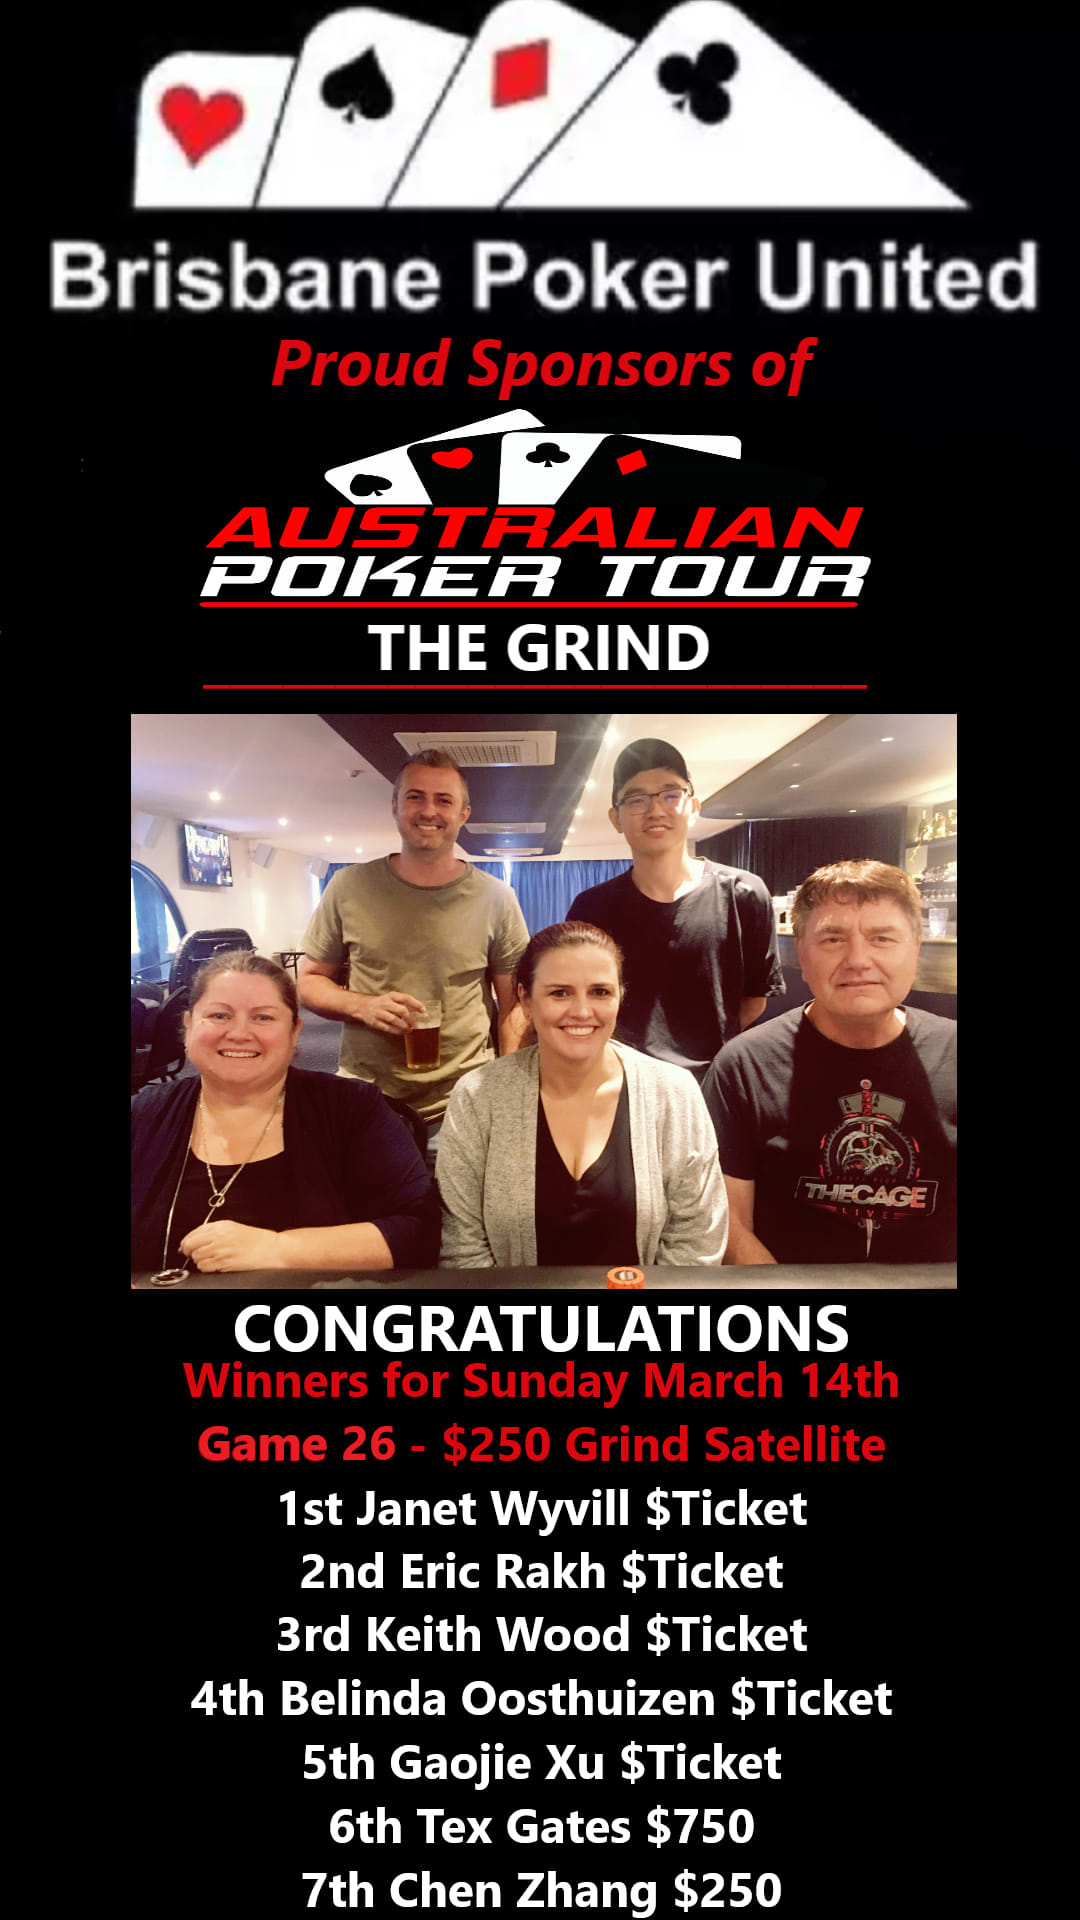 Brisbane Poker United
Proud Sponsors of
AUSTRALIAN
POKER TOUR
THE GRIND
THECAGE
LIVE
CONGRATULATIONS
Winners for Sunday March 14th
Game 26 - $250 Grind Satellite
1st Janet Wyvill $Ticket
2nd Eric Rakh $Ticket
3rd Keith Wood $Ticket
4th Belinda Oosthuizen $Ticket
5th Gaojie Xu $Ticket
6th Tex Gates $750
7th Chen Zhang $250